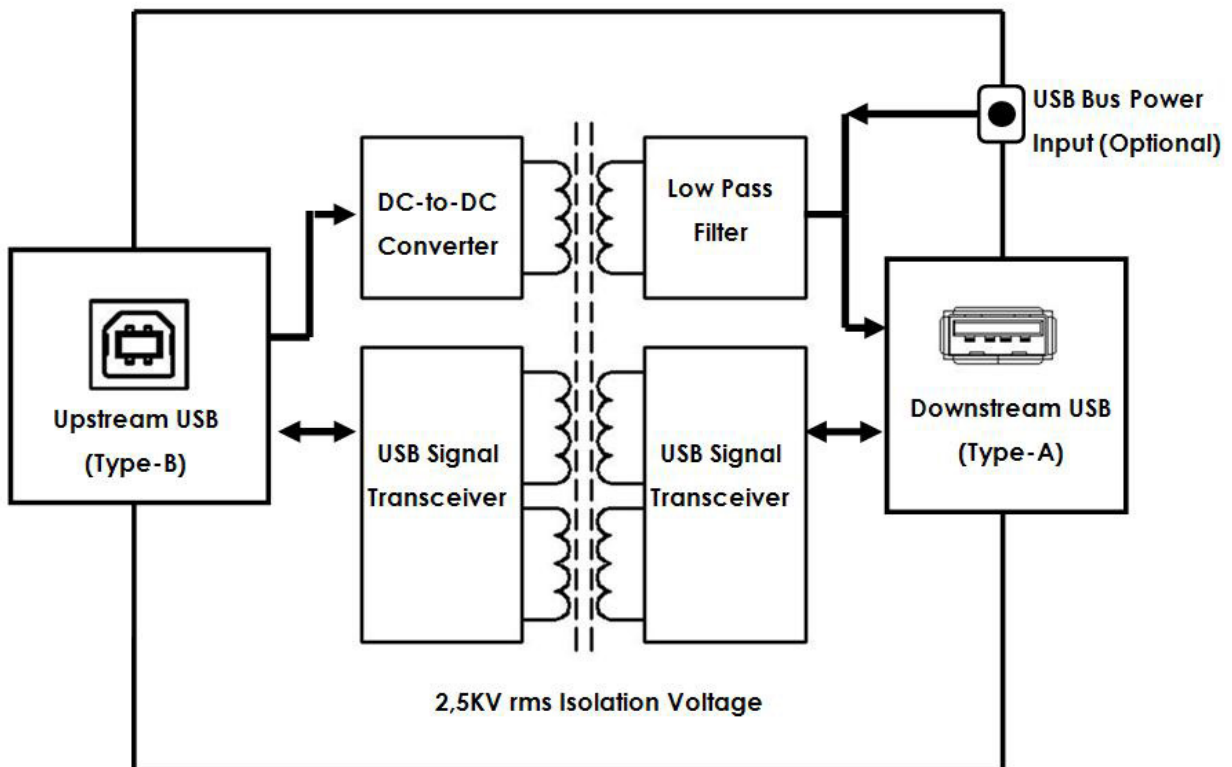 USB Bus Power
Input (Optional)
DC-to-DC
Converter
Low Pass
Filter
Upstream USB
(Type-B)
USB Signal
Transceiver
USB Signal
Transceiver
Downstream USB
(Type-A)
2,5KV rms Isolation Voltage